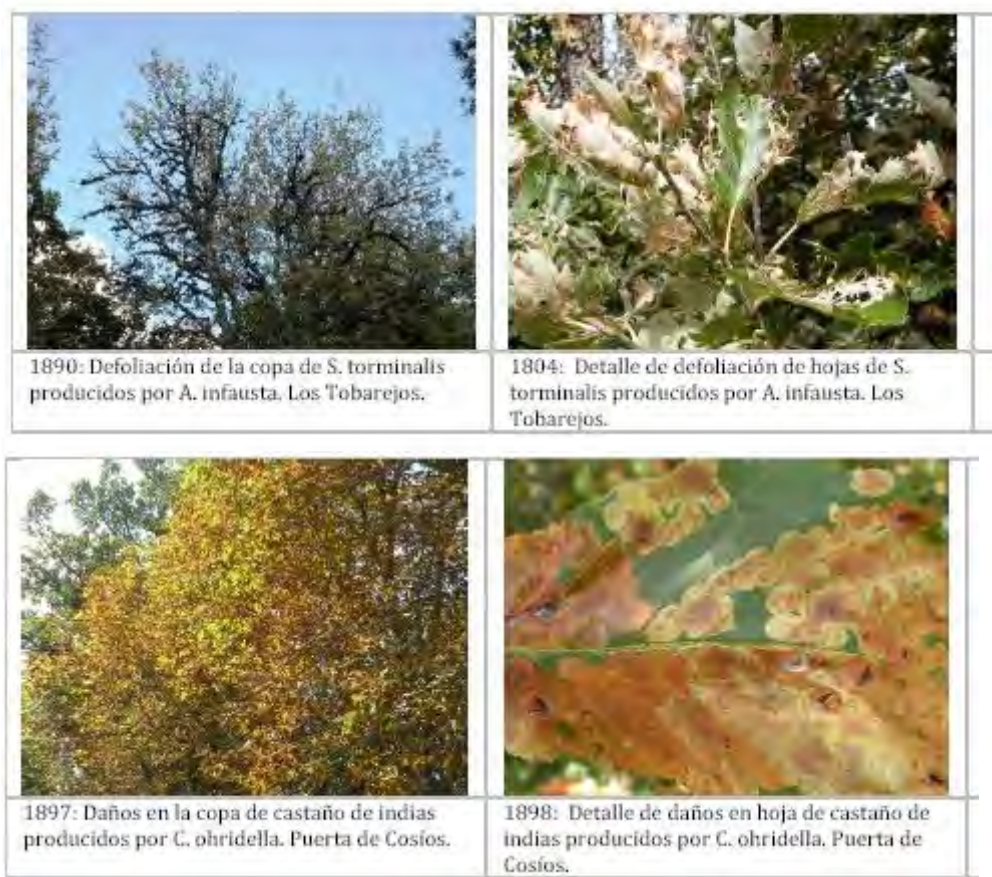 1890: Defoliación de la copa de S. torminalis
producidos por A. infausta. Los Tobarejos.
1804: Detalle de defoliación de hojas de S.
torminalis producidos por A. infausta. Los
Tobarejos.
1897: Daños en la copa de castaño de indias
producidos por C. ohridella. Puerta de Cosíos.
1898: Detalle de daños en hoja de castaño de
indias producidos por C. ohridella. Puerta de
Cosíos.